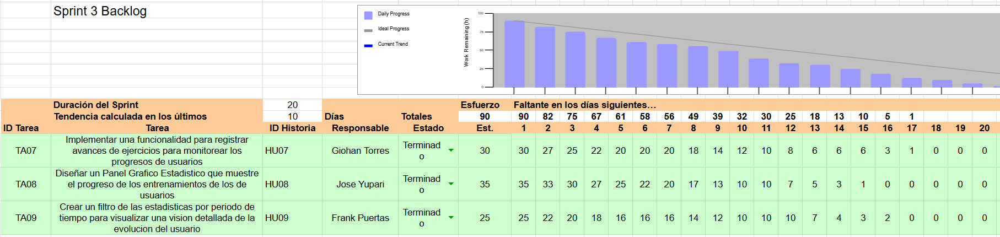 Sprint 3 Backlog
Daily Progress
Ideal Progress
Current Trend
Work Remaining (h)
100
75
50
25
0
Duración del Sprint 20 Esfuerzo Faltante en los días siguientes...
Tendencia calculada en los últimos 10 Días Totales 90 90 82 75 67 61 58 56 49 39 32 30 25 18 13 10 5 1
ID Tarea Tarea ID Historia Responsable Estado Est. 1 2 3 4 5 6 7 8 9 10 11 12 13 14 15 16 17 18 19 20
Implementar una funcionalidad para registrar
TA07 avances de ejercicios para monitorear los HU07 Giohan Torres Terminad 30 30 27 25 22 20 20 20 18 14 12 10 8 6 6 6 3 1 0 0 0
progresos de usuarios o
Diseñar un Panel Grafico Estadistico que muestre
TA08 el progreso de los entrenamientos de los de HU08 Jose Yupari Terminad 35 35 33 30 27 25 22 20 17 13 10 10 7 5 3 1 0 0 0 0 0
usuarios o
Crear un filtro de las estadisticas por periodo de
TA09 tiempo para visualizar una vision detallada de la HU09 Frank Puertas Terminad 25 25 22 20 18 16 16 16 14 12 10 10 10 7 4 3 2 0 0 0 0
evolucion del usuario o